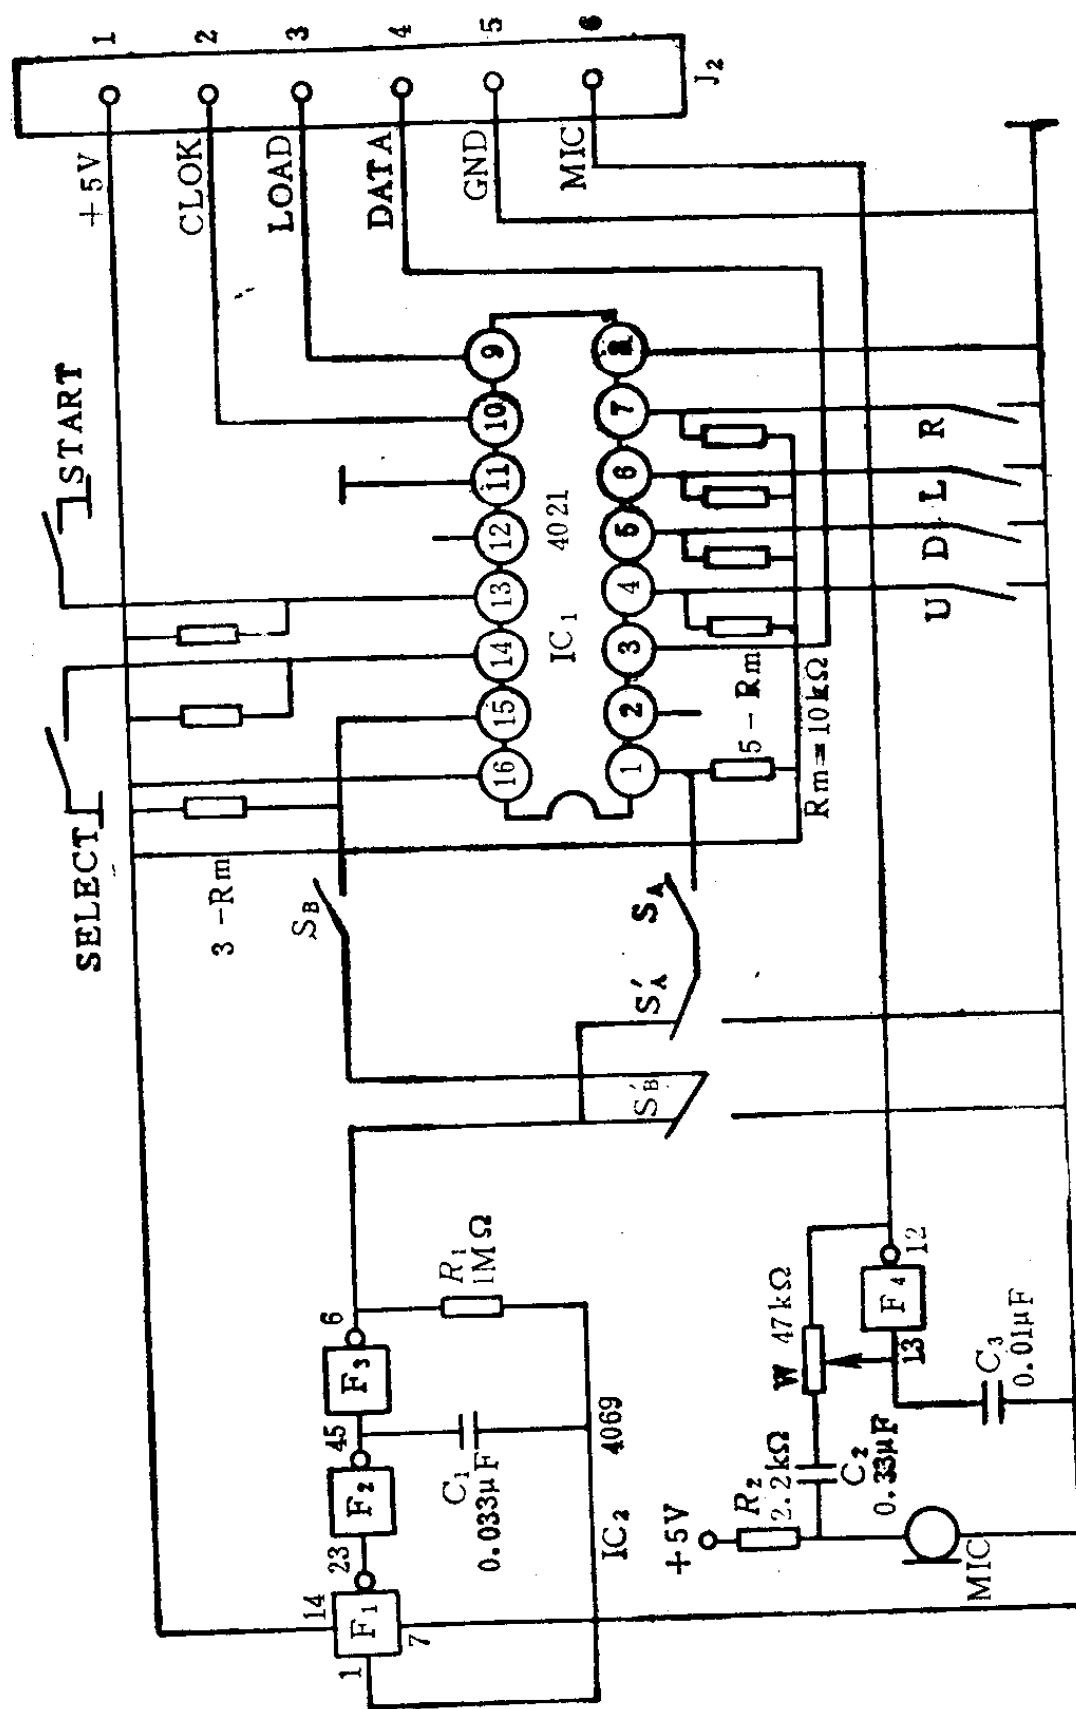 1
2
3
4
5
6
J2
+5V
CLOK
LOAD
DATA
GND
MIC
SELECT
START
3-Rm
16
15
14
13
12
11
10
9
IC1
4021
1
2
3
4
5
6
7
5-Rm
Rm=10kΩ
U
D
L
R
SB
SA
S'A
S'B
14
1
F1
7
23
F2
45
F3
6
C1
0.033μF
R1
1MΩ
IC2
4069
+5V
R2
2.2kΩ
W 47kΩ
C2
0.33μF
MIC
13
F4
12
C3
0.01μF